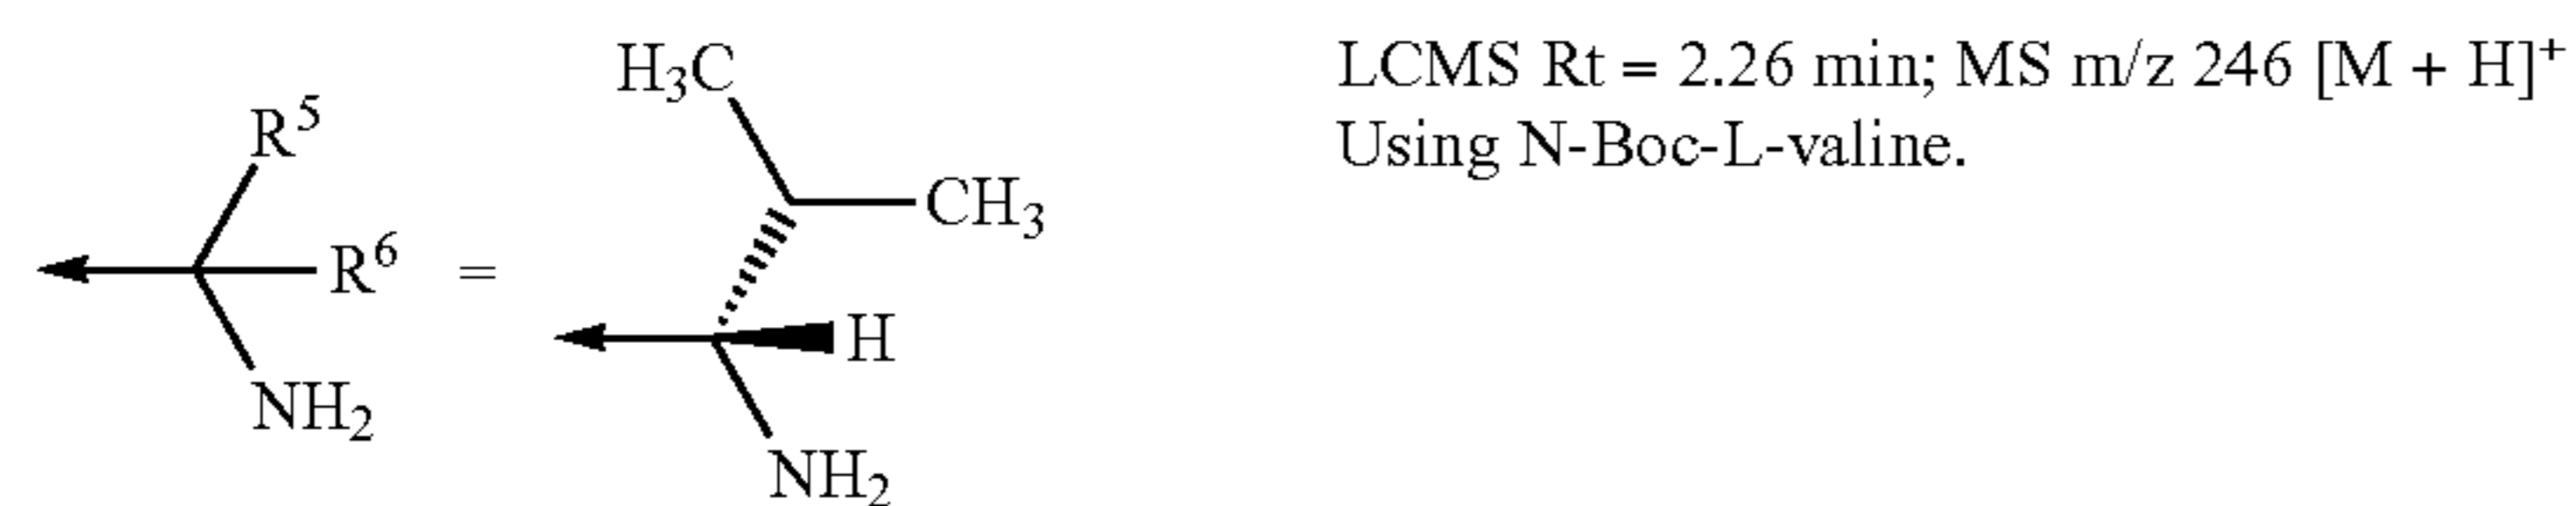 H₃C
R⁵
CH₃
R⁶
=
H
NH₂
NH₂
LCMS Rt = 2.26 min; MS m/z 246 [M + H]⁺
Using N-Boc-L-valine.